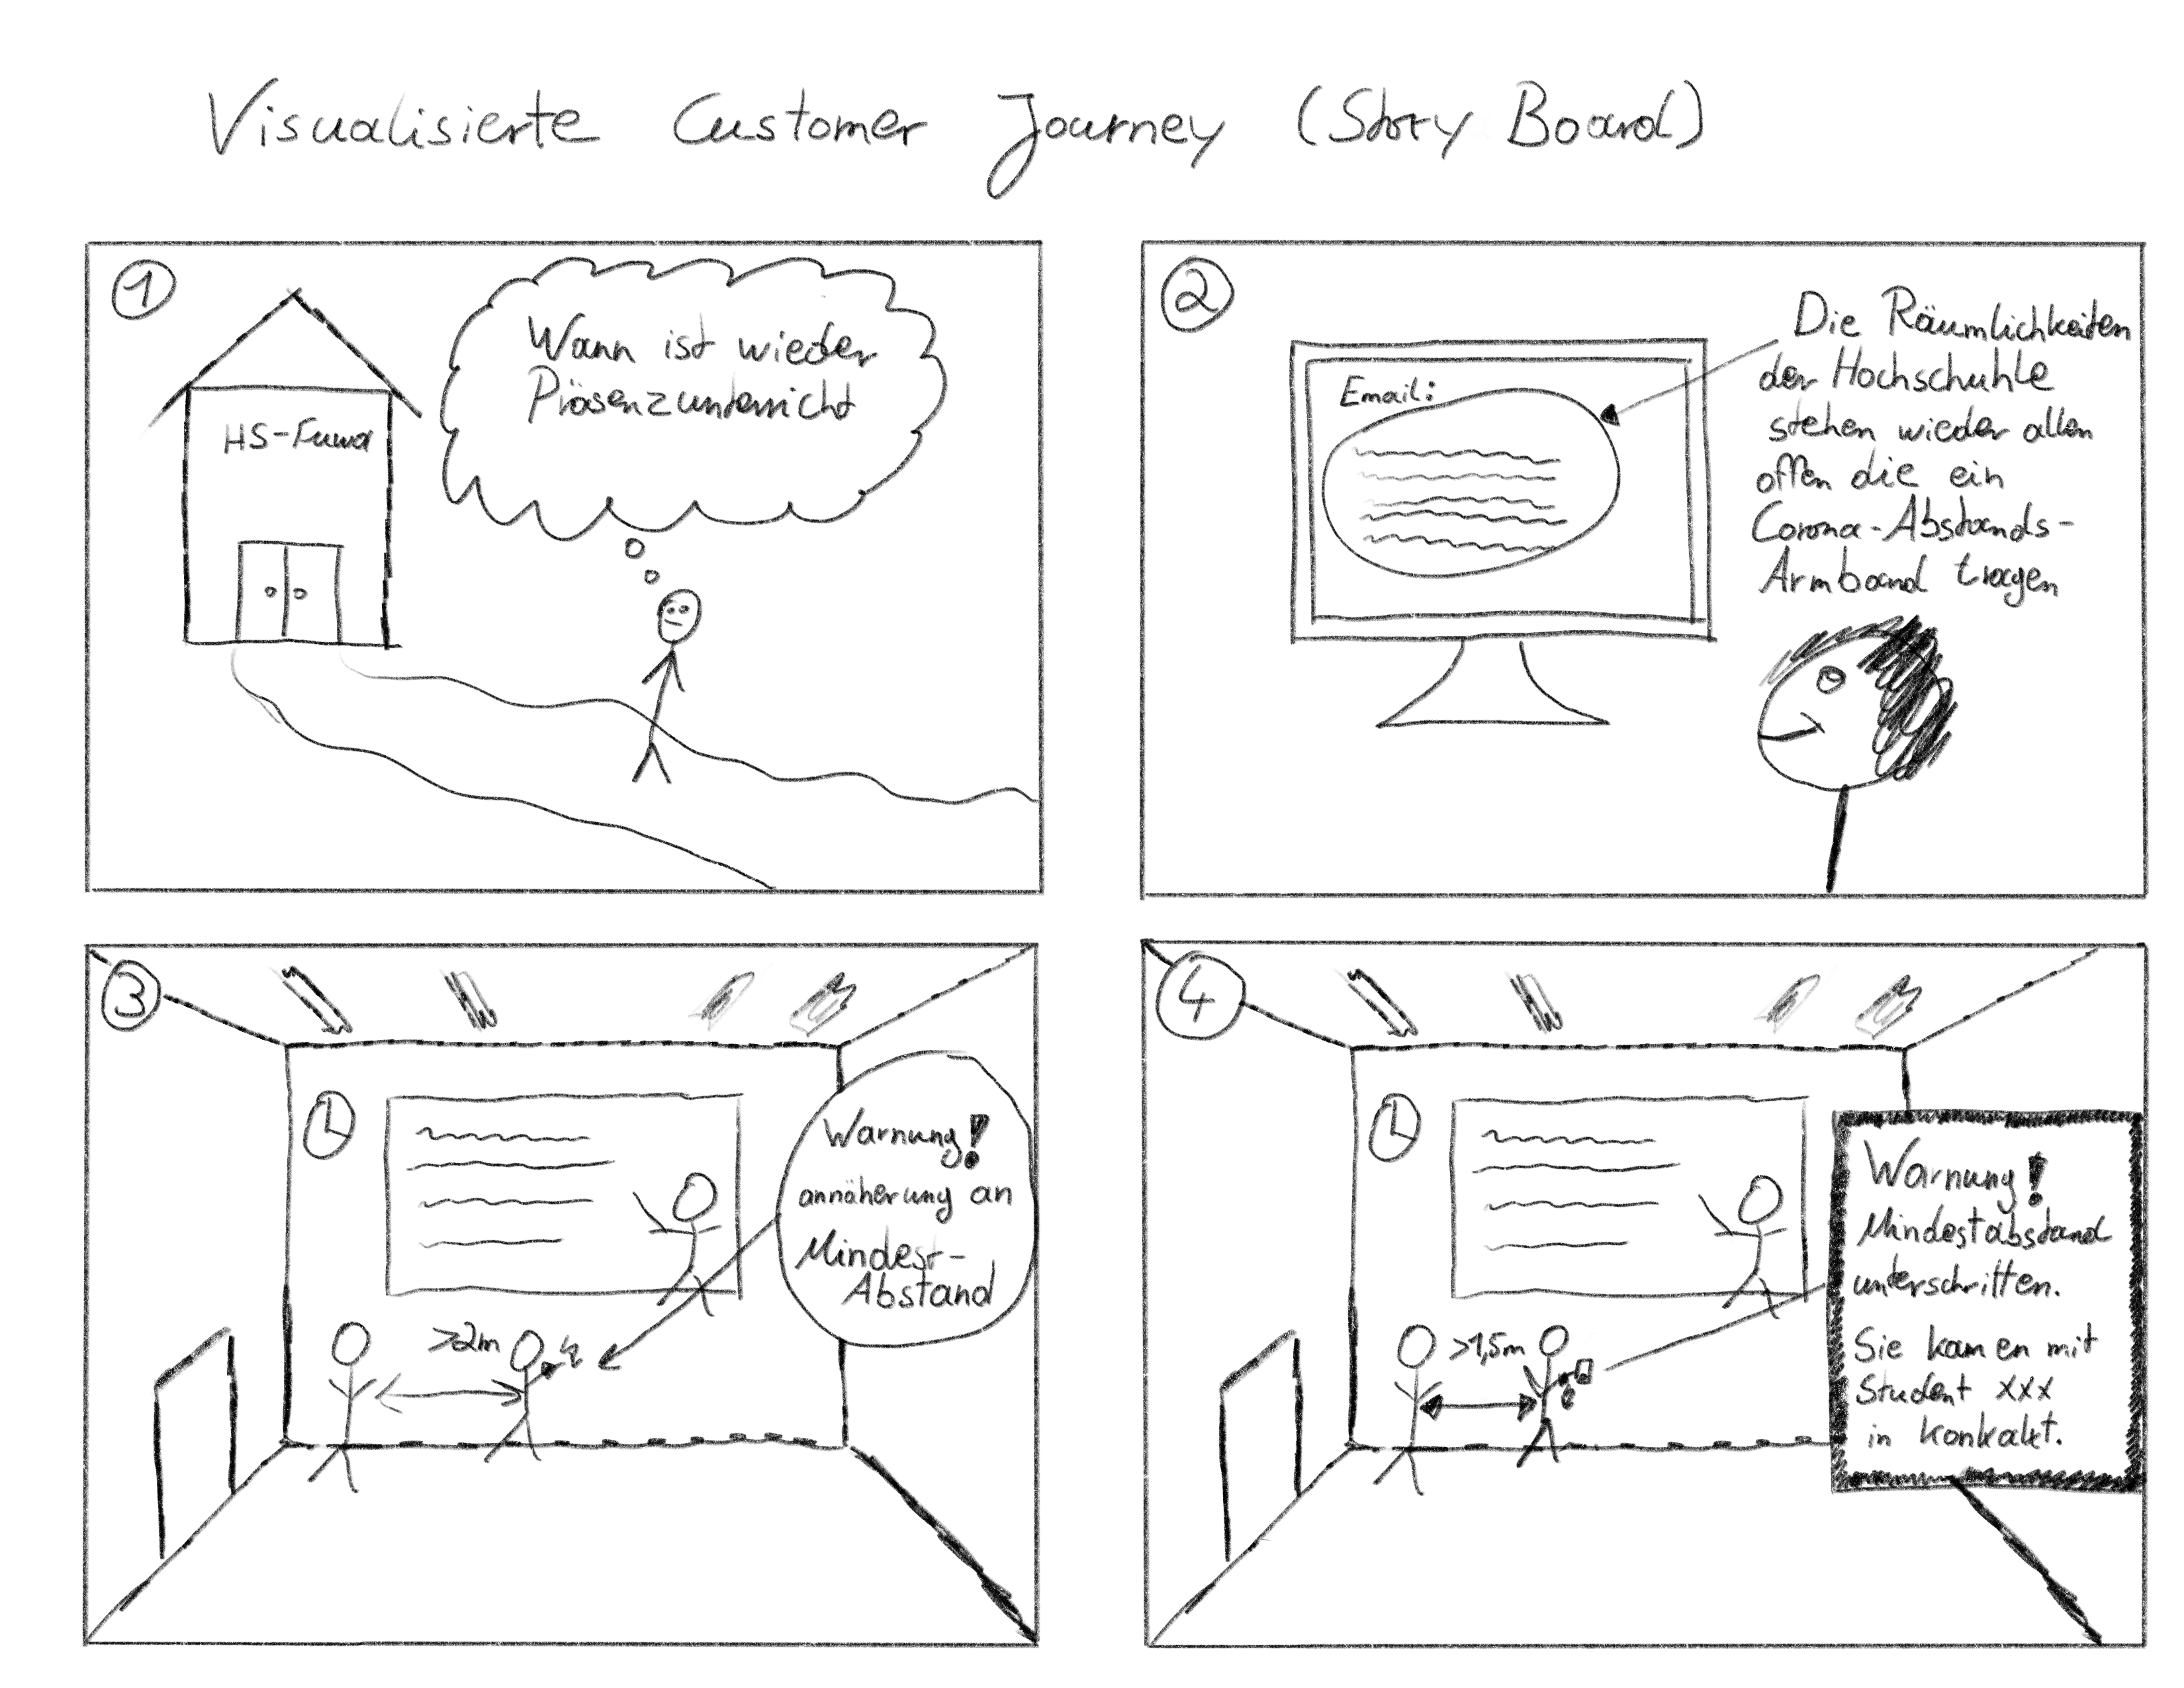 Visualisierte Customer Journey (Story Board)
1
HS-Fuwa
Wann ist wieder
Präsenzunterricht
2
Email:
Die Räumlichkeiten
der Hochschuhle
stehen wieder allen
offen die ein
Corona-Abstands-
Armband tragen
3
Warnung!
annäherung an
Mindest-
Abstand
>2m
4
Warnung!
Mindestabstand
unterschritten.
Sie kamen mit
Student xxx
in Konkakt.
>1,5m